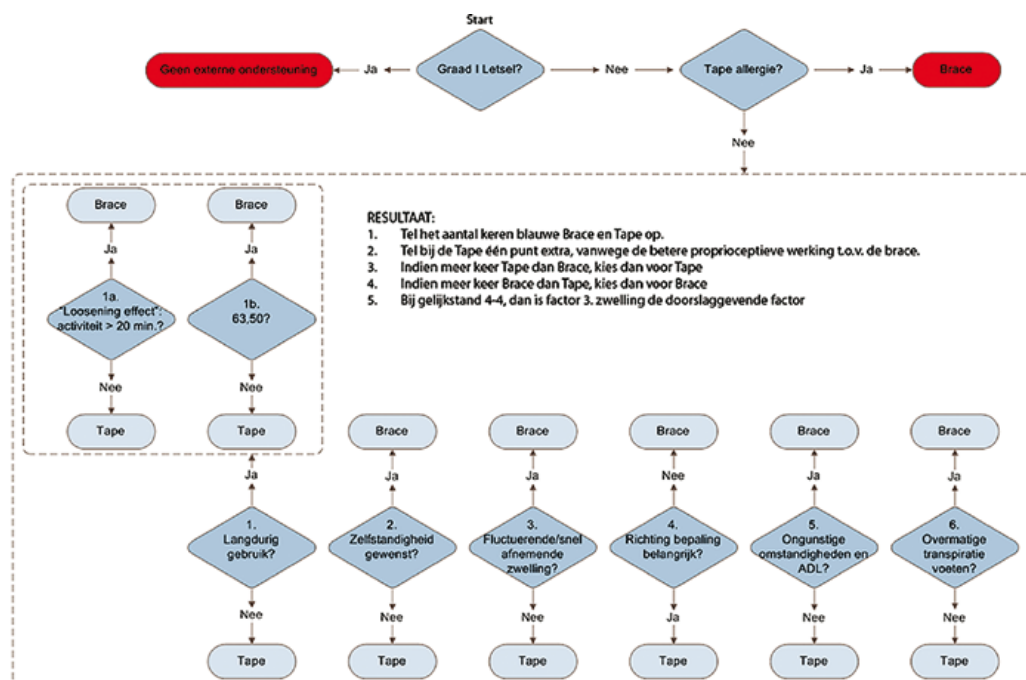 Start
Geen externe ondersteuning
Ja
Graad I Letsel?
Nee
Tape allergie?
Ja
Brace
Nee
Brace
Brace
Ja
Ja
1a.
"Loosening effect":
activiteit > 20 min.?
1b.
63,50?
Nee
Nee
Tape
Tape
RESULTAAT:
1. Tel het aantal keren blauwe Brace en Tape op.
2. Tel bij de Tape één punt extra, vanwege de betere proprioceptieve werking t.o.v. de brace.
3. Indien meer keer Tape dan Brace, kies dan voor Tape
4. Indien meer keer Brace dan Tape, kies dan voor Brace
5. Bij gelijkstand 4-4, dan is factor 3. zwelling de doorslaggevende factor
Brace
Brace
Brace
Brace
Brace
Ja
Ja
Ja
Nee
Ja
Ja
1.
Langdurig
gebruik?
2.
Zelfstandigheid
gewenst?
3.
Fluctuerende/snel
afnemende
zwelling?
4.
Richting bepaling
belangrijk?
5.
Ongunstige
omstandigheden en
ADL?
6.
Overmatige
transpiratie
voeten?
Nee
Nee
Nee
Ja
Nee
Nee
Tape
Tape
Tape
Tape
Tape
Tape